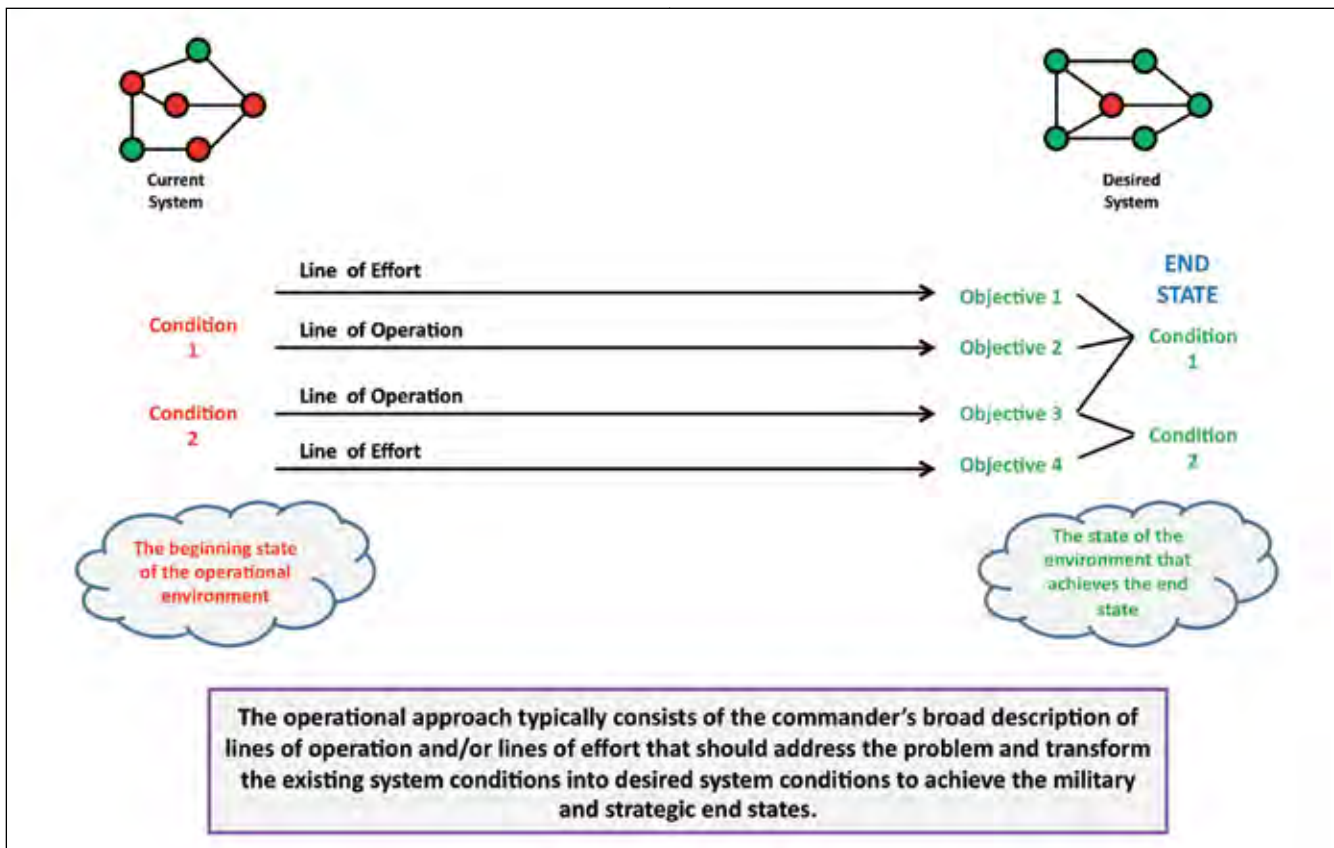 Current
System
Desired
System
Line of Effort
Line of Operation
Line of Operation
Line of Effort
Condition
1
Condition
2
Objective 1
Objective 2
Objective 3
Objective 4
END
STATE
Condition
1
Condition
2
The beginning state
of the operational
environment
The state of the
environment that
achieves the end
state
The operational approach typically consists of the commander's broad description of
lines of operation and/or lines of effort that should address the problem and transform
the existing system conditions into desired system conditions to achieve the military
and strategic end states.